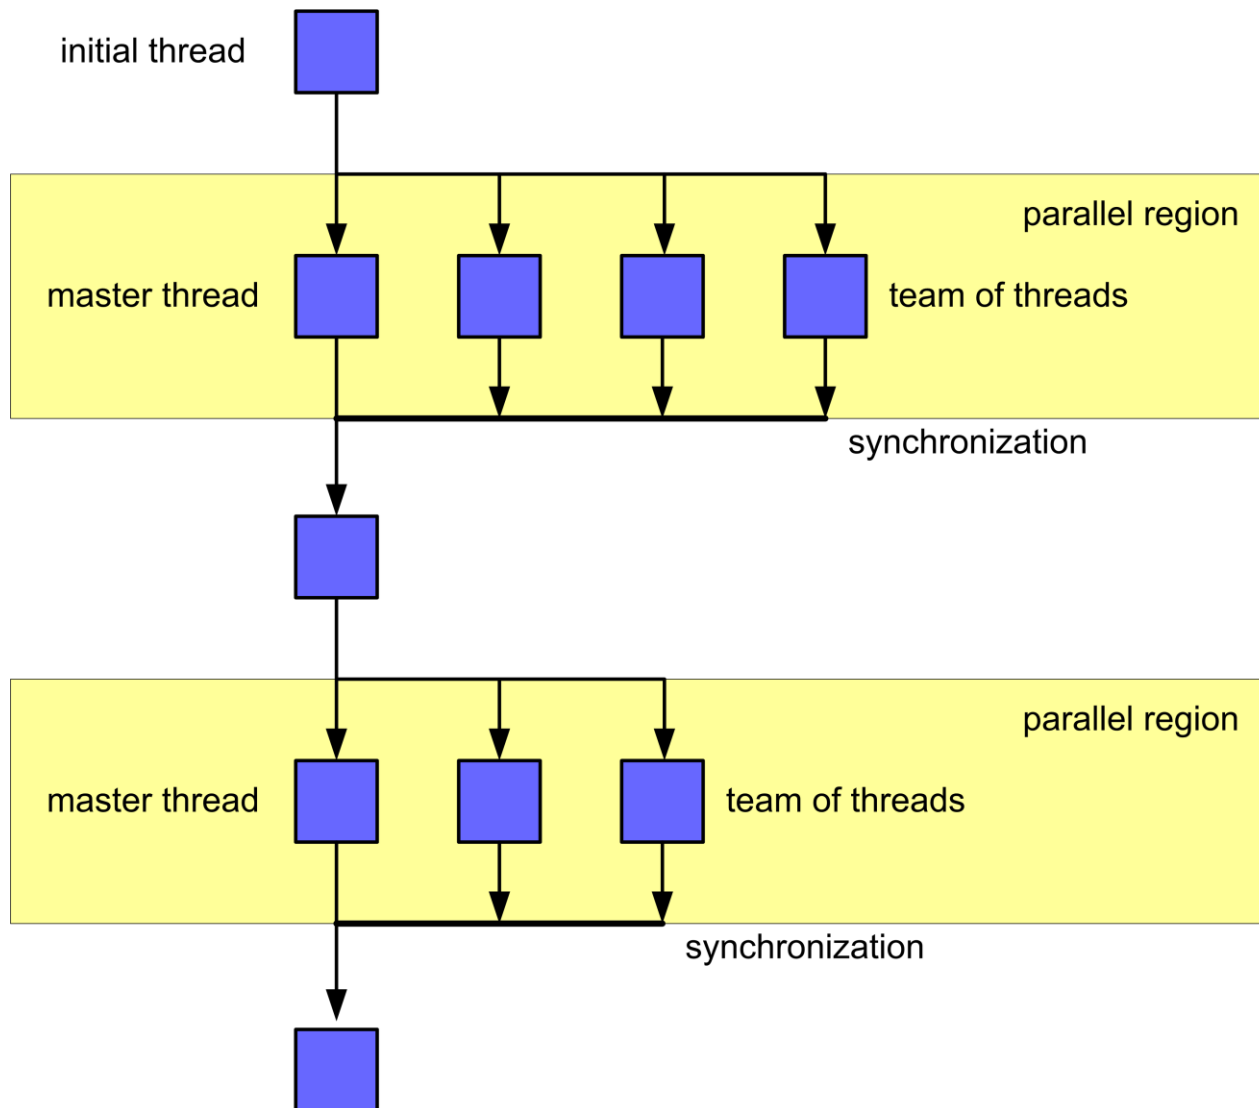 initial thread
parallel region
master thread
team of threads
synchronization
parallel region
master thread
team of threads
synchronization